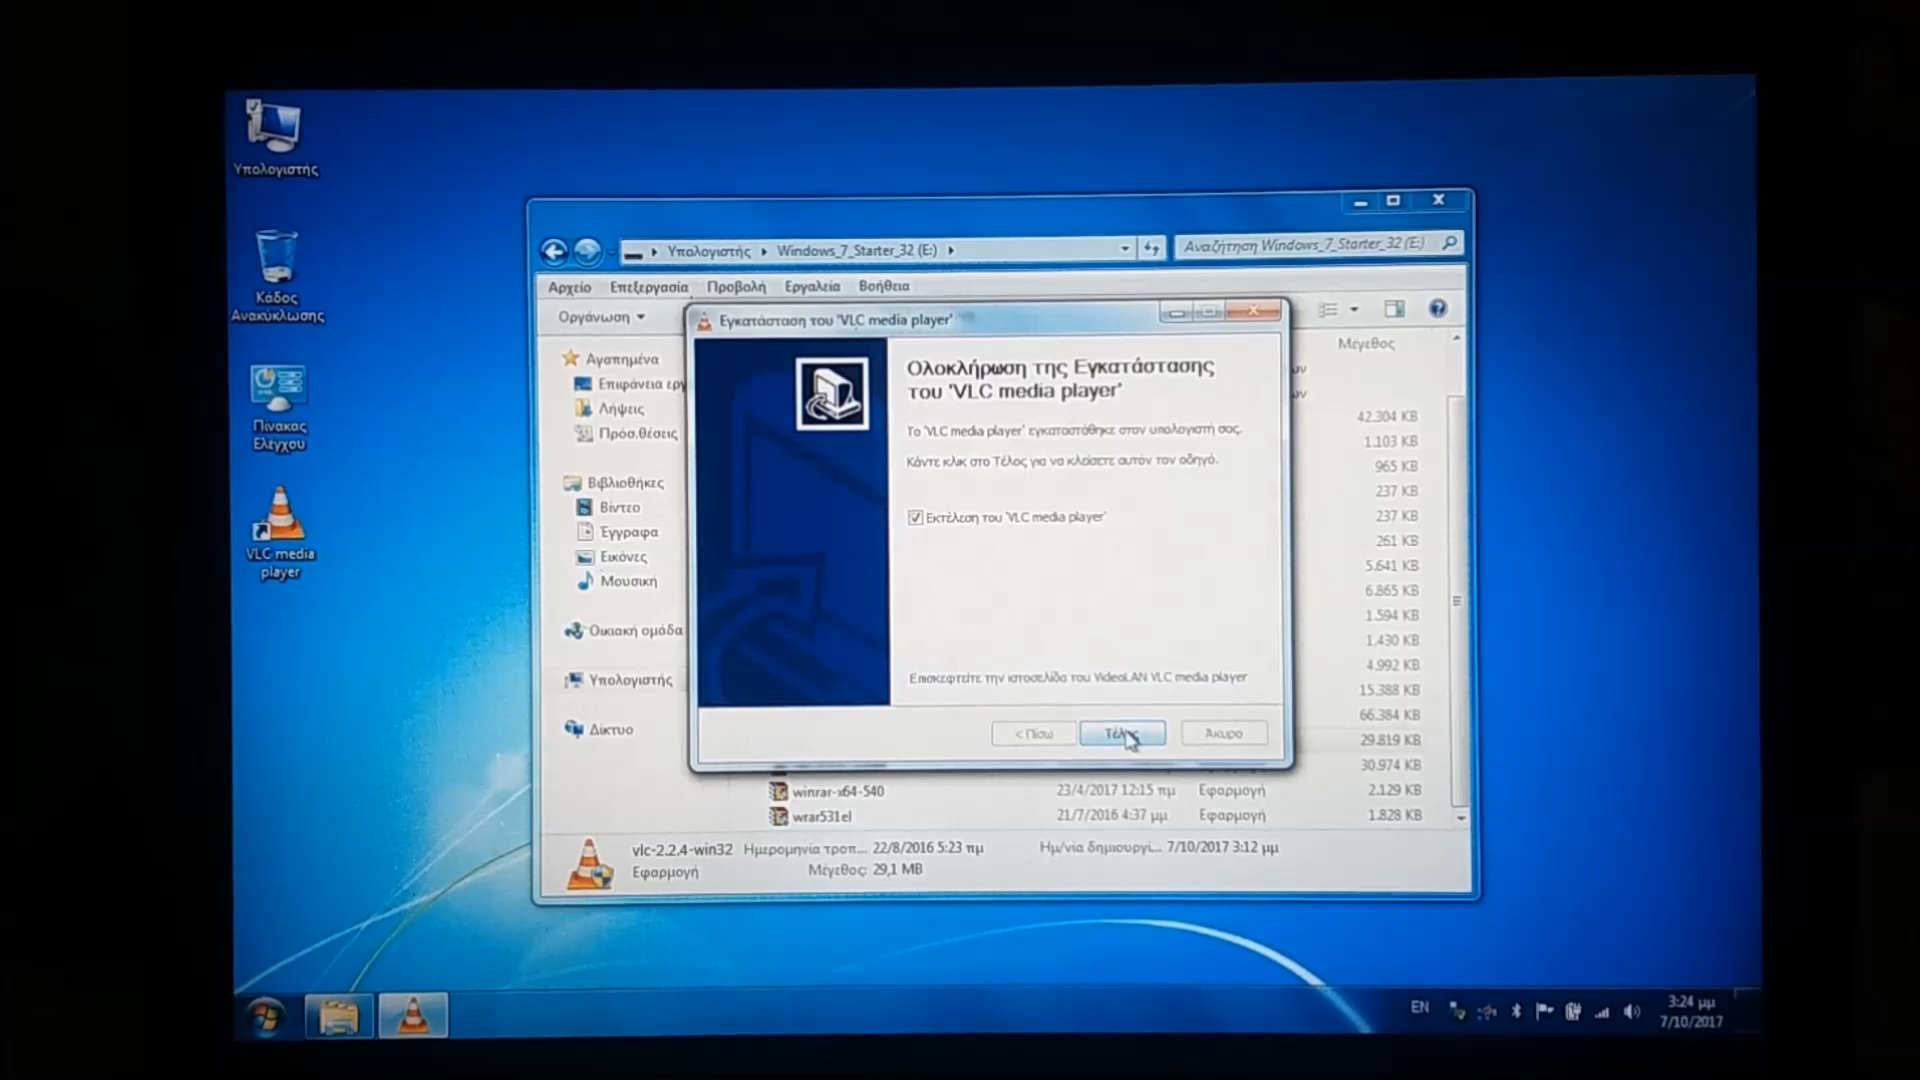 Υπολογιστής
Κάδος
Ανακύκλωσης
Πίνακας
Ελέγχου
VLC media
player
Υπολογιστής
Windows_7_Starter_32 (E:)
Αναζήτηση Windows_7_Starter_32 (E:)
Αρχείο Επεξεργασία Προβολή Εργαλεία Βοήθεια
Οργάνωση
Αγαπημένα
Επιφάνεια εργ
Λήψεις
Πρόσ.θέσεις
Βιβλιοθήκες
Βίντεο
Έγγραφα
Εικόνες
Μουσική
Οικιακή ομάδα
Υπολογιστής
Δίκτυο
Εγκατάσταση του 'VLC media player'
Ολοκλήρωση της Εγκατάστασης
του 'VLC media player'
Το 'VLC media player' εγκαταστάθηκε στον υπολογιστή σας.
Κάντε κλικ στο Τέλος για να κλείσετε αυτόν τον οδηγό.
Εκτέλεση του 'VLC media player'
Επισκεφτείτε την ιστοσελίδα του VideoLAN VLC media player
< Πίσω Τέλος Άκυρο
Μέγεθος
42.304 KB
1.103 KB
965 KB
237 KB
237 KB
261 KB
5.641 KB
6.865 KB
1.594 KB
1.430 KB
4.992 KB
15.388 KB
66.384 KB
29.819 KB
30.974 KB
winrar-x64-540 23/4/2017 12:15 πμ Εφαρμογή 2.129 KB
wrar531el 21/7/2016 4:37 μμ Εφαρμογή 1.828 KB
vlc-2.2.4-win32 Ημερομηνία τροπ... 22/8/2016 5:23 πμ Ημ/νία δημιουργί... 7/10/2017 3:12 μμ
Εφαρμογή Μέγεθος: 29,1 MB
EN
3:24 μμ
7/10/2017